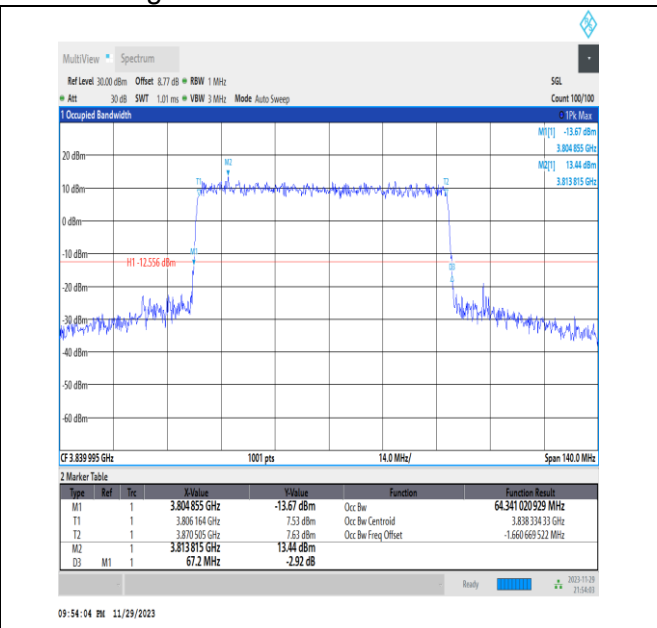 MultiView Spectrum
Ref Level 30.00 dBm Offset 8.77 dB RBW 1 MHz SGL
Att 30 dB SWT 1.01 ms VBW 3 MHz Mode Auto Sweep Count 100/100
1 Occupied Bandwidth 1Pk Max
M1[1] -13.67 dBm
3.804 855 GHz
20 dBm
M2[1] 13.44 dBm
3.813 815 GHz
M2
T1 T2
10 dBm
0 dBm
-10 dBm
M1
H1 -12.556 dBm
D3
-20 dBm
-30 dBm
-40 dBm
-50 dBm
-60 dBm
CF 3.839 995 GHz 1001 pts 14.0 MHz/ Span 140.0 MHz
2 Marker Table
Type Ref Trc X-Value Y-Value Function Function Result
M1 1 3.804 855 GHz -13.67 dBm Occ Bw 64.341 020 929 MHz
T1 1 3.806 164 GHz 7.53 dBm Occ Bw Centroid 3.838 334 33 GHz
T2 1 3.870 505 GHz 7.63 dBm Occ Bw Freq Offset -1.660 669 522 MHz
M2 1 3.813 815 GHz 13.44 dBm
D3 M1 1 67.2 MHz -2.92 dB
Ready 2023-11-29
21:54:03
09:54:04 PM 11/29/2023